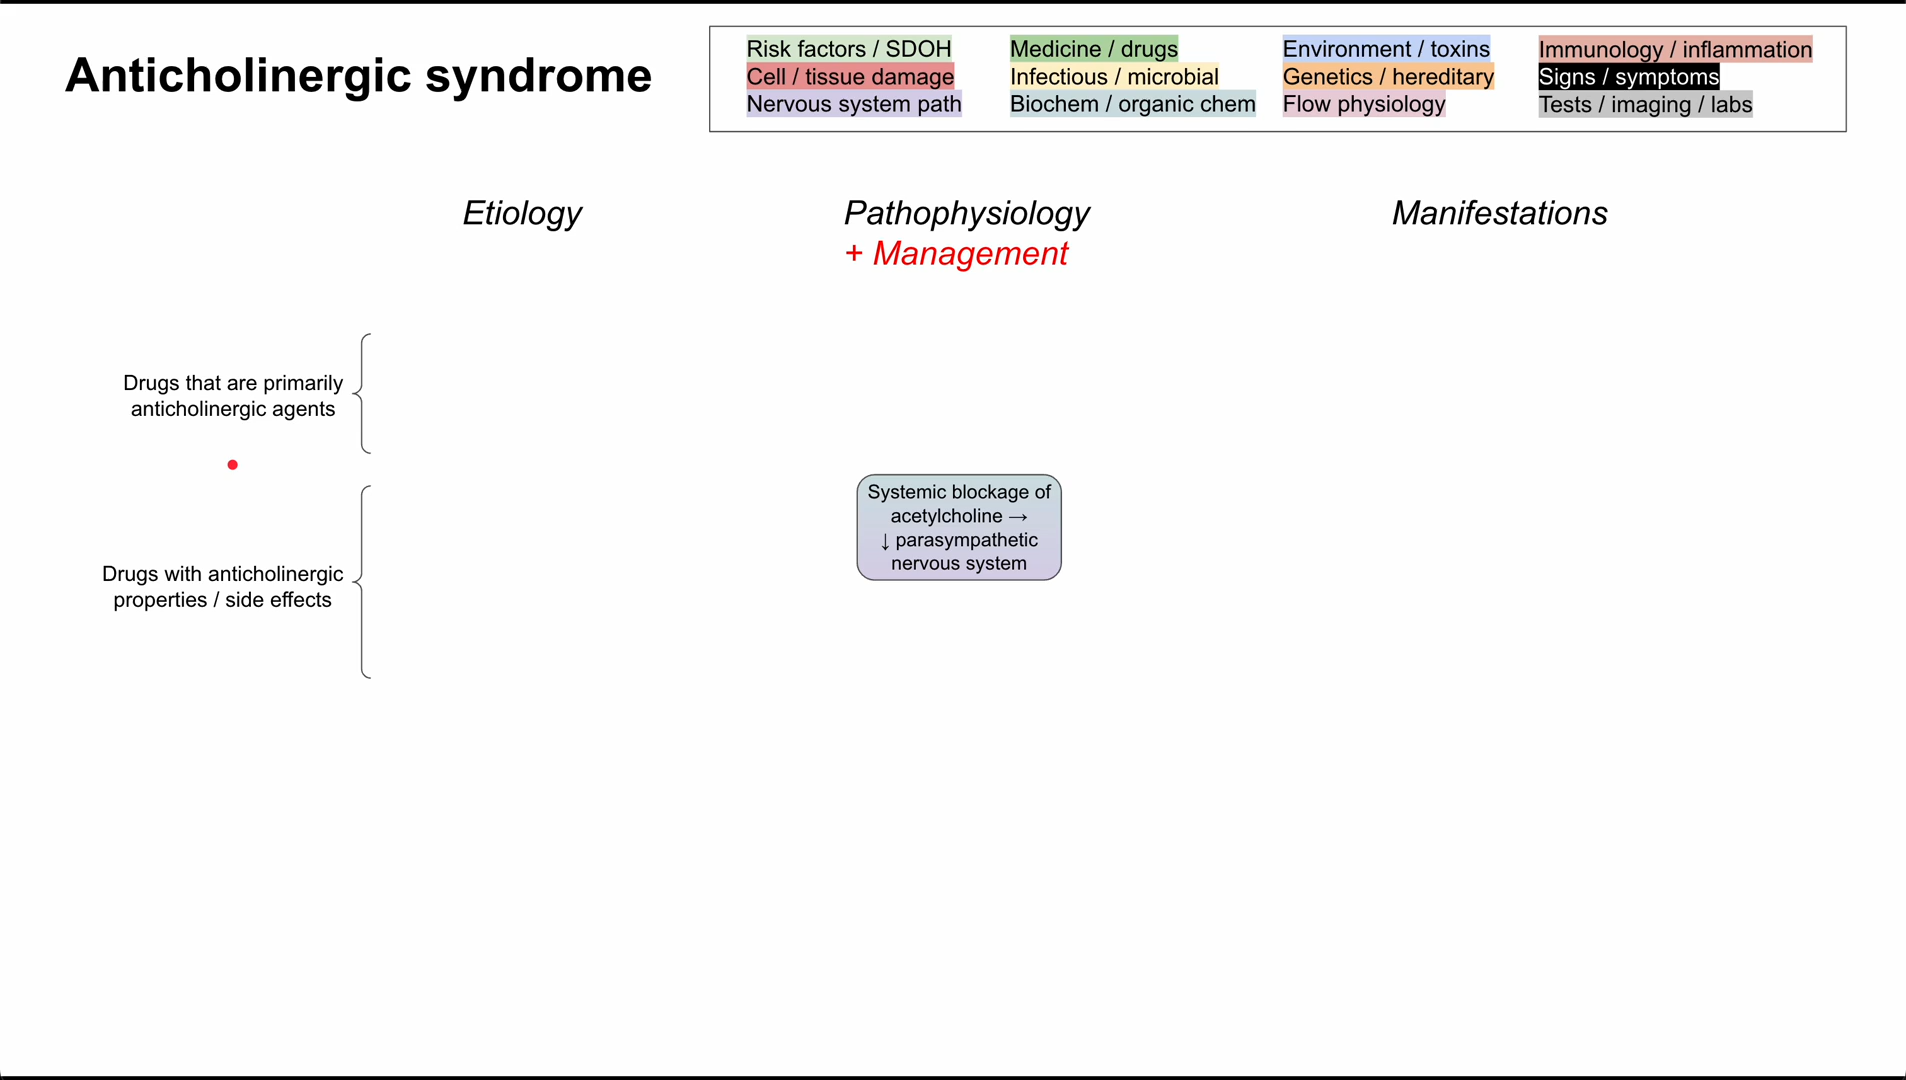 Anticholinergic syndrome
Risk factors / SDOH
Cell / tissue damage
Nervous system path
Medicine / drugs
Infectious / microbial
Biochem / organic chem
Environment / toxins
Genetics / hereditary
Flow physiology
Immunology / inflammation
Signs / symptoms
Tests / imaging / labs
Etiology
Pathophysiology
+ Management
Manifestations
Drugs that are primarily
anticholinergic agents
Drugs with anticholinergic
properties / side effects
Systemic blockage of
acetylcholine →
↓ parasympathetic
nervous system